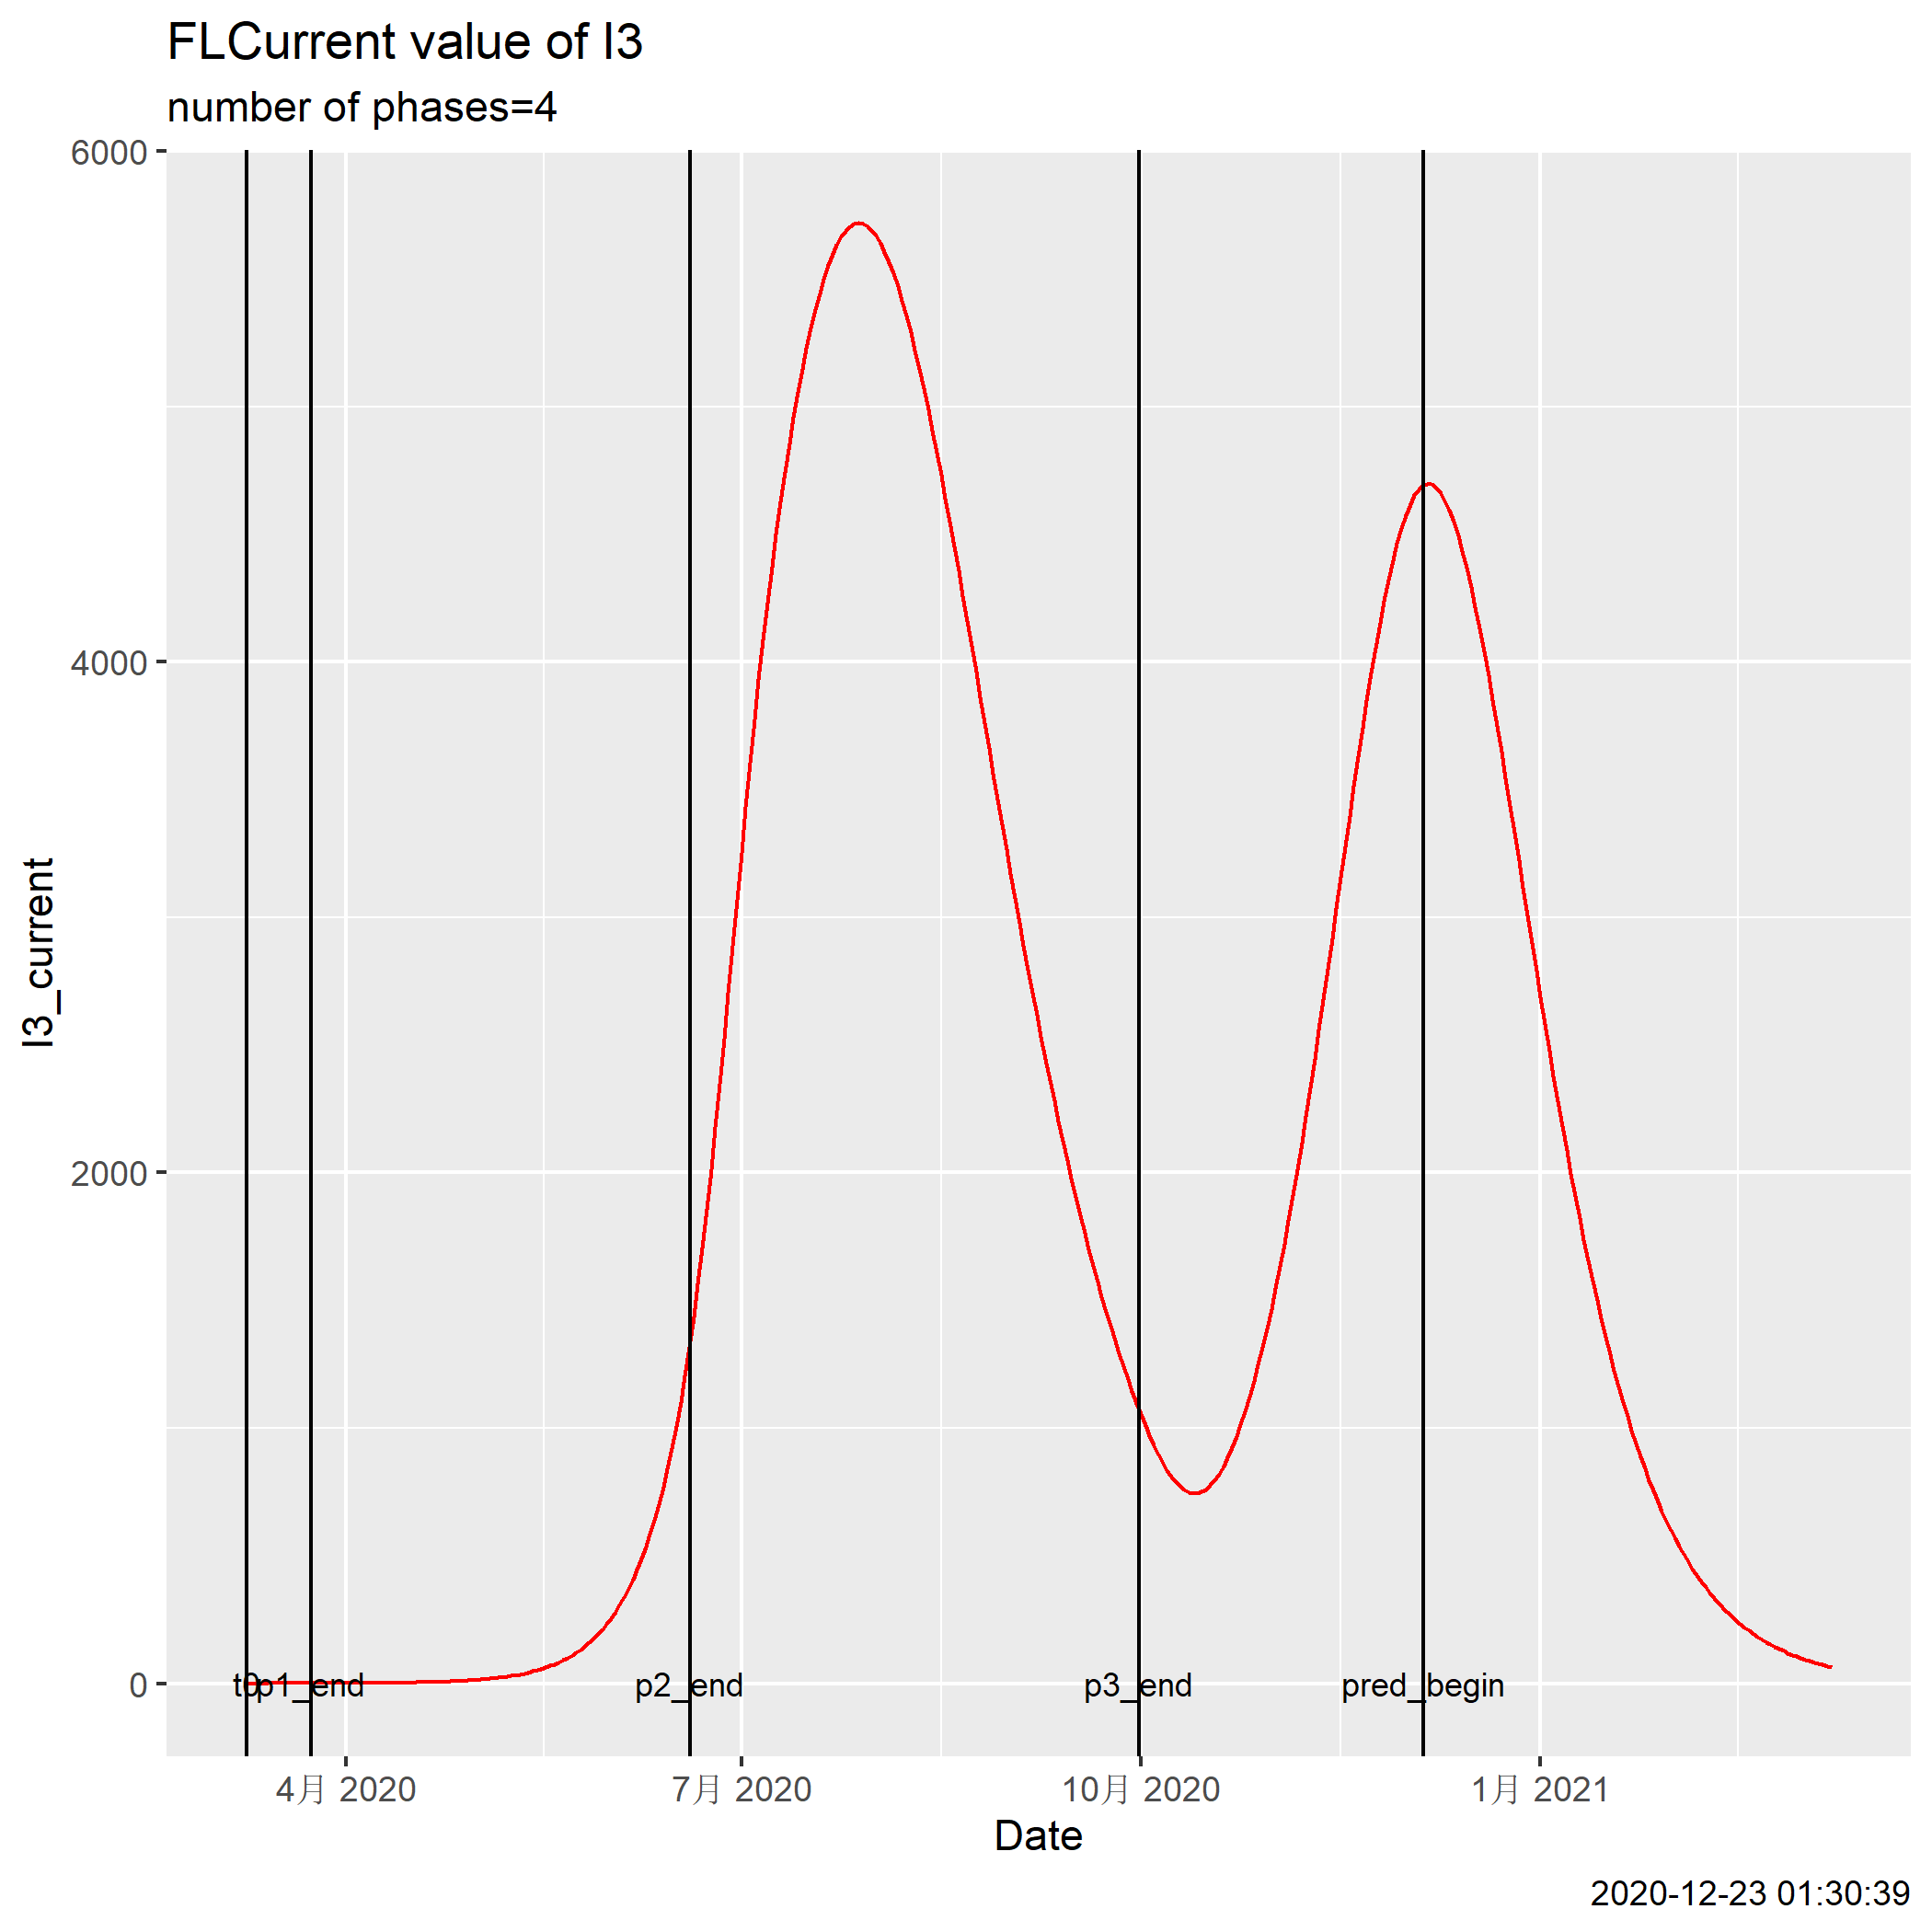 FLCurrent value of I3
number of phases=4
6000
4000
2000
0
I3_current
t0
p1_end
p2_end
p3_end
pred_begin
4月 2020
7月 2020
10月 2020
1月 2021
Date
2020-12-23 01:30:39